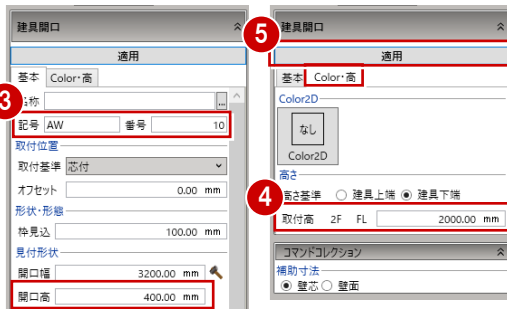 建具開口
適用
基本 Color・高
3 名称 ...
記号 AW 番号 10
取付位置
取付基準 芯付
オフセット 0.00 mm
形状・形態
枠見込 100.00 mm
見付形状
開口幅 3200.00 mm
開口高 400.00 mm
建具開口
5
適用
基本 Color・高
Color2D
なし
Color2D
高さ
高さ基準 建具上端 建具下端
4
取付高 2F FL 2000.00 mm
コマンドコレクション
補助寸法
壁芯 壁面